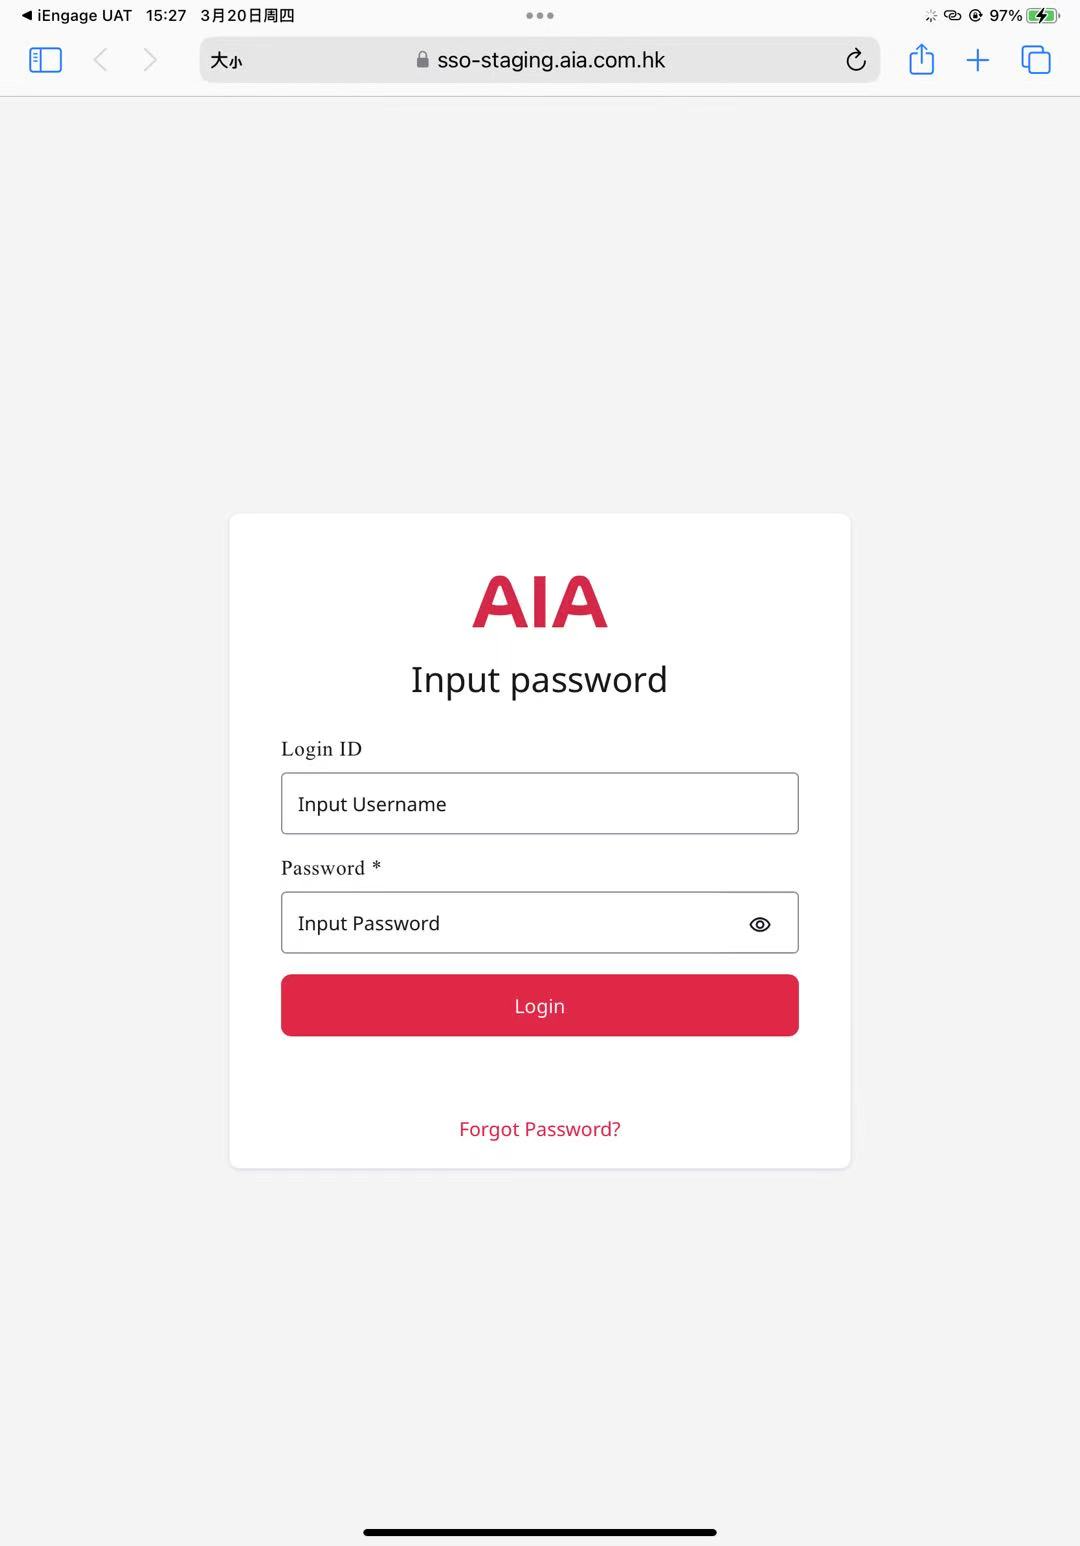 ◀ iEngage UAT 15:27 3月20日周四 97%
大小 sso-staging.aia.com.hk
AIA
Input password
Login ID
Input Username
Password *
Input Password
Login
Forgot Password?